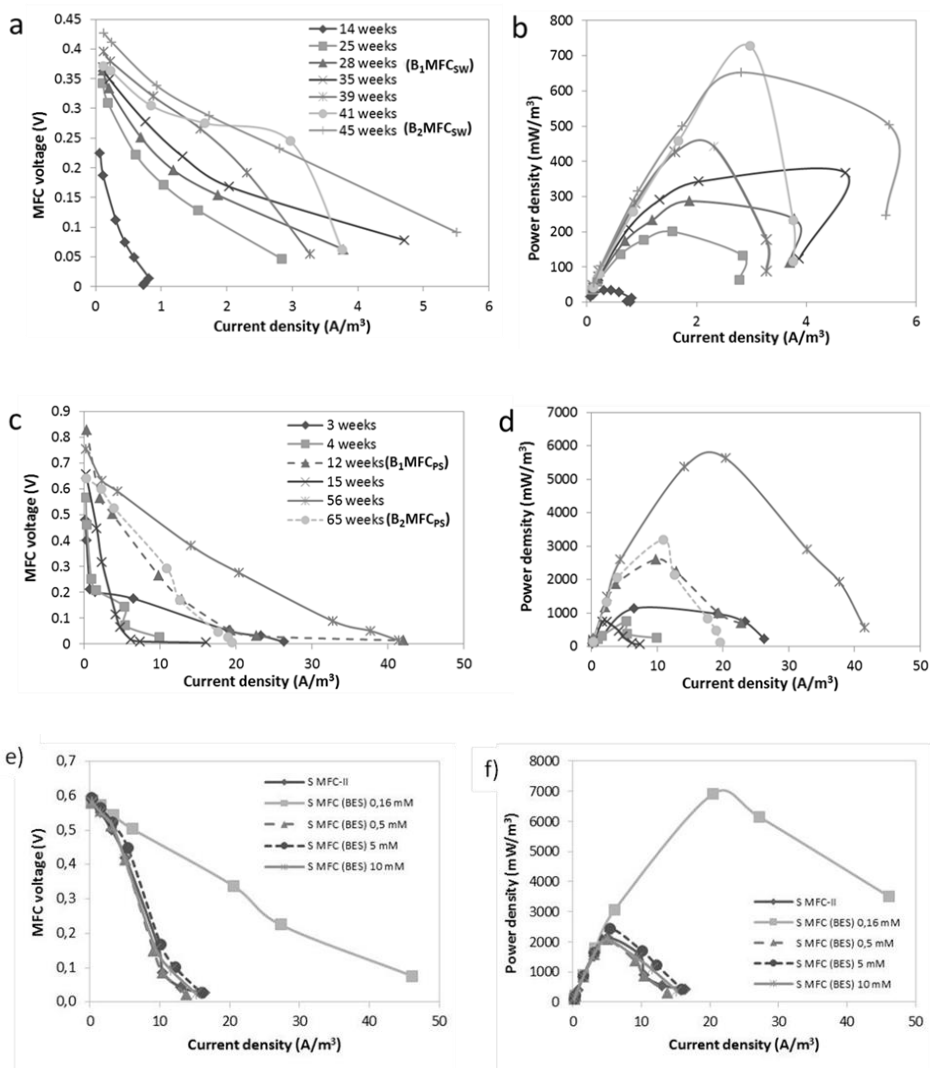 a
MFC voltage (V)
0.45
0.4
0.35
0.3
0.25
0.2
0.15
0.1
0.05
0
0 1 2 3 4 5 6
Current density (A/m³)
14 weeks
25 weeks
28 weeks (B₁MFCSW)
35 weeks
39 weeks
41 weeks
45 weeks (B₂MFCSW)
b
Power density (mW/m³)
800
700
600
500
400
300
200
100
0
0 2 4 6
Current density (A/m³)
c
MFC voltage (V)
0.9
0.8
0.7
0.6
0.5
0.4
0.3
0.2
0.1
0
0 10 20 30 40 50
Current density (A/m³)
3 weeks
4 weeks
12 weeks(B₁MFCPS)
15 weeks
56 weeks
65 weeks (B₂MFCPS)
d
Power demsity (mW/m³)
7000
6000
5000
4000
3000
2000
1000
0
0 10 20 30 40 50
Current density (A/m³)
e)
MFC voltage (V)
0,7
0,6
0,5
0,4
0,3
0,2
0,1
0,0
0 10 20 30 40 50
Current density (A/m³)
S MFC-II
S MFC (BES) 0,16 mM
S MFC (BES) 0,5 mM
S MFC (BES) 5 mM
S MFC (BES) 10 mM
f)
Power density (mW/m³)
8000
7000
6000
5000
4000
3000
2000
1000
0
0 10 20 30 40 50
Current density (A/m³)
S MFC-II
S MFC (BES) 0,16 mM
S MFC (BES) 0,5 mM
S MFC (BES) 5 mM
S MFC (BES) 10 mM